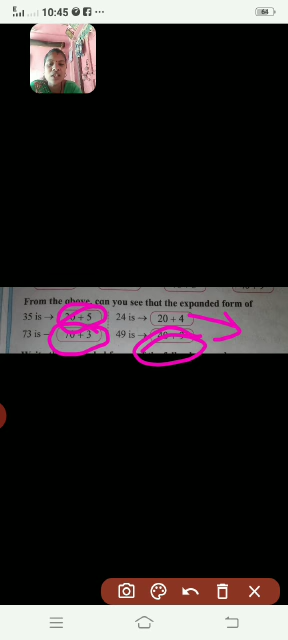 10:45
64
From the above, can you see that the expanded form of
35 is → 30 + 5 24 is → 20 + 4
73 is → 70 + 3 49 is →